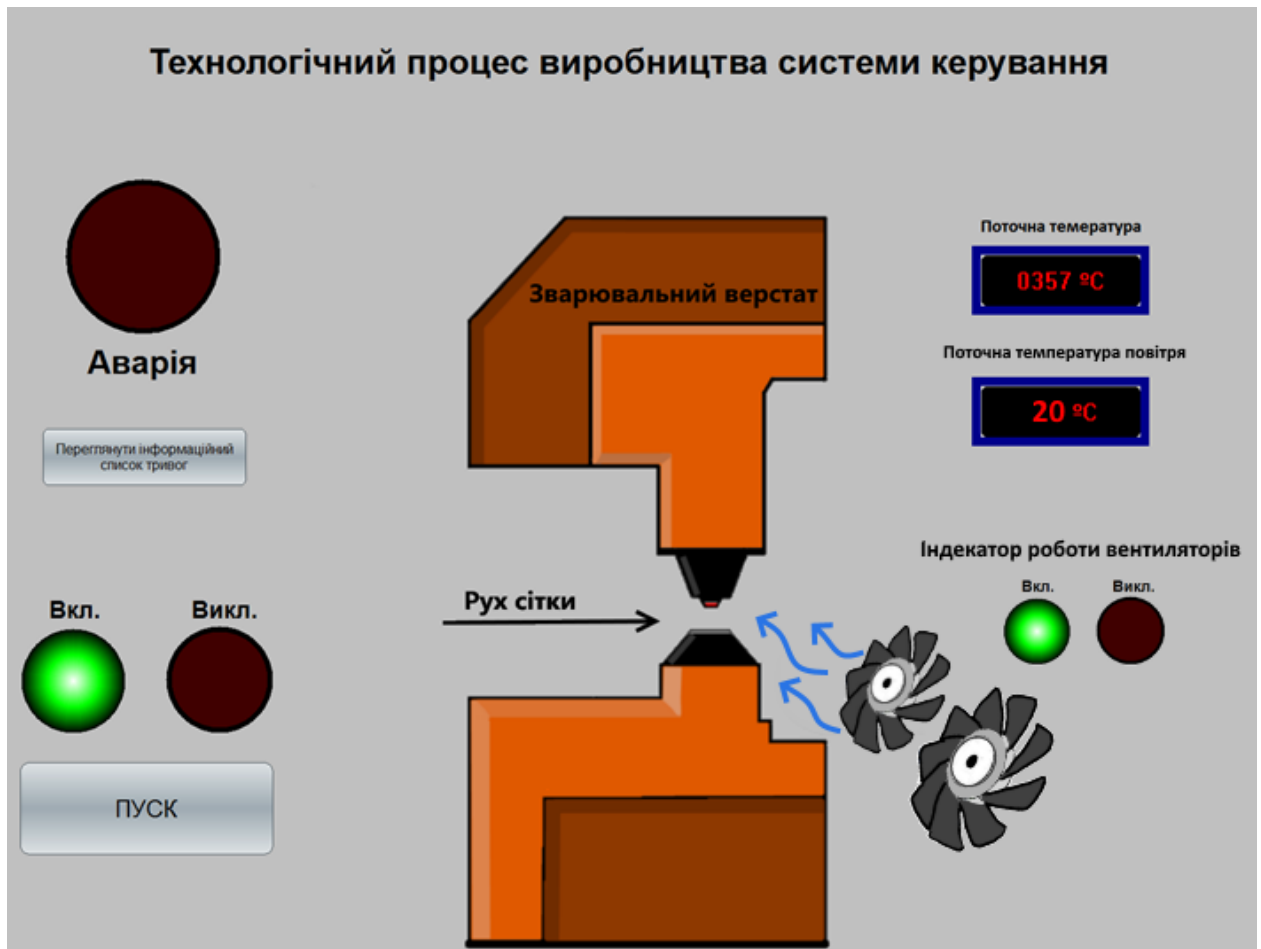 Технологічний процес виробництва системи керування
Аварія
Переглянути інформаційний
список тривог
Вкл.
Викл.
ПУСК
Зварювальний верстат
Рух сітки
Поточна темература
0357 ºC
Поточна температура повітря
20 ºC
Індекатор роботи вентиляторів
Вкл.
Викл.